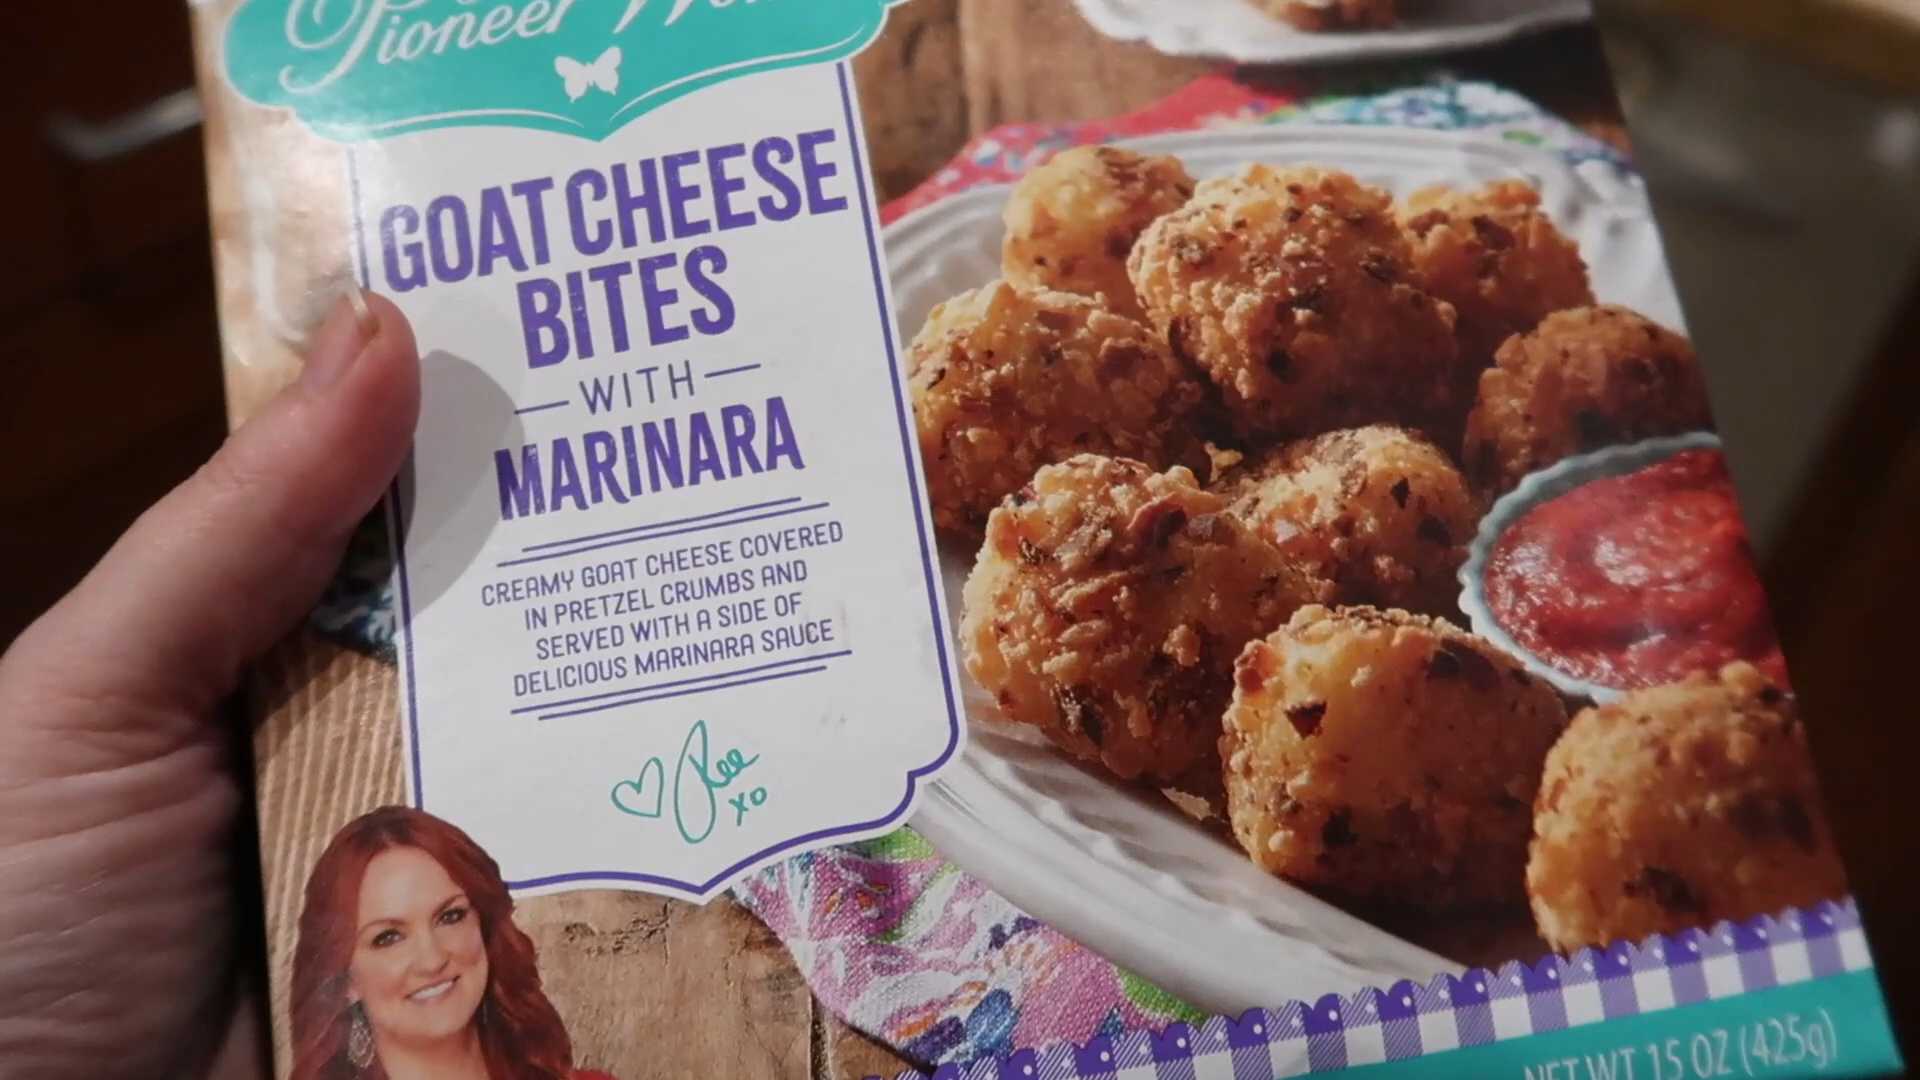 Pioneer Wom
GOAT CHEESE
BITES
WITH
MARINARA
CREAMY GOAT CHEESE COVERED
IN PRETZEL CRUMBS AND
SERVED WITH A SIDE OF
DELICIOUS MARINARA SAUCE
Ree
xo
NET WT 15 OZ (425g)